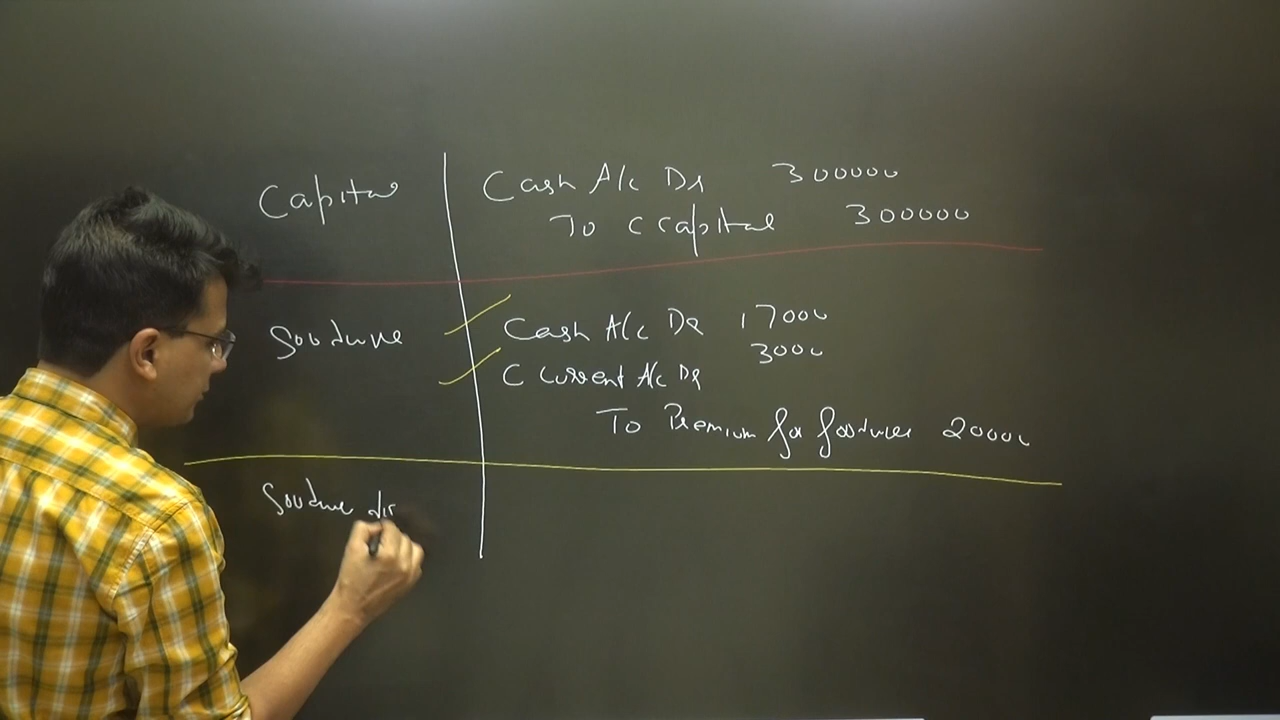 Capital
Cash A/c Dr 300000
To C Capital 300000
Goodwill
Cash A/c Dr 17000
3000
C Current A/c Dr
To Premium for Goodwill 20000
Goodwill dis